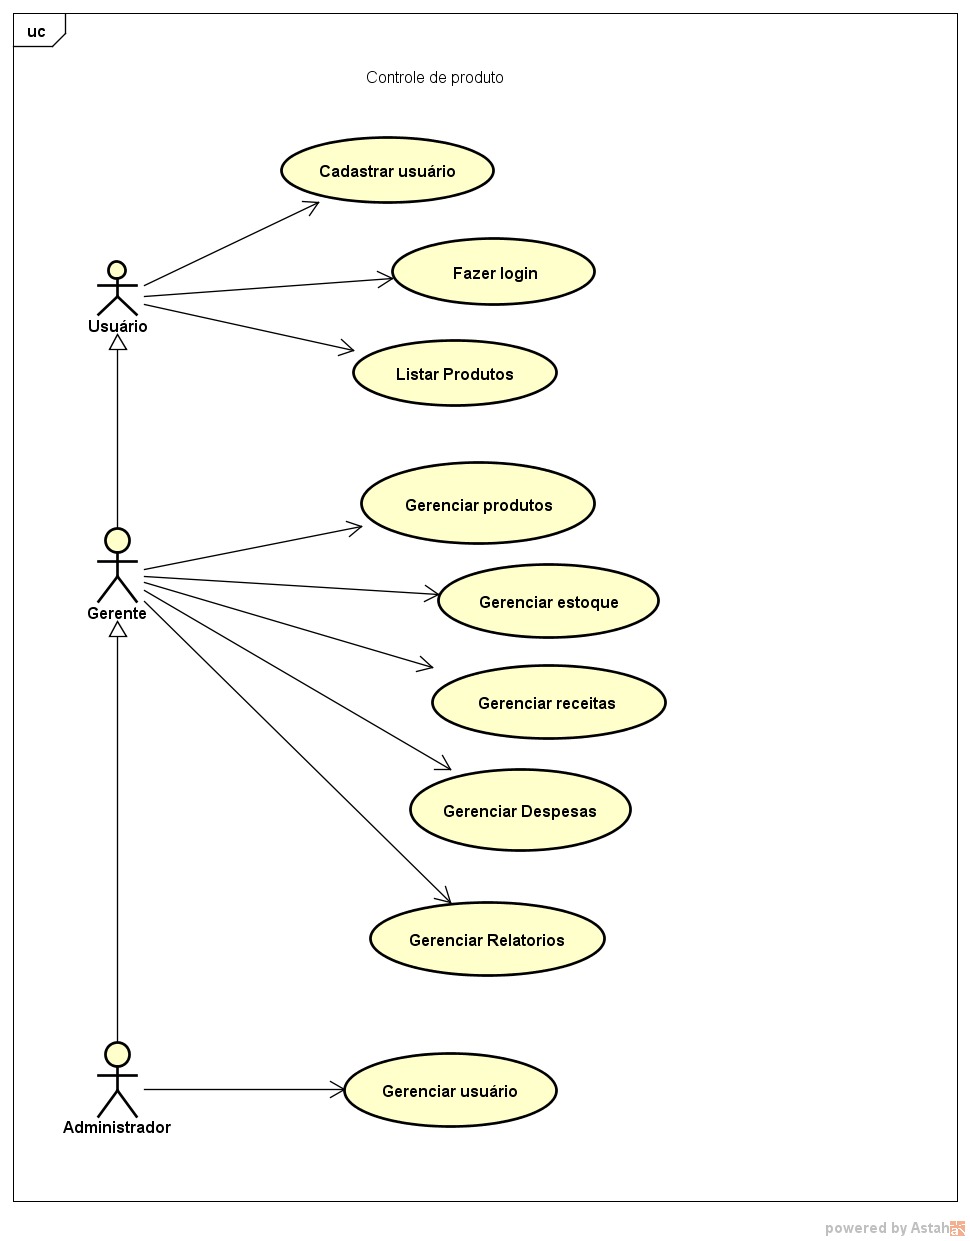 uc
Controle de produto
Cadastrar usuário
Fazer login
Usuário
Listar Produtos
Gerenciar produtos
Gerenciar estoque
Gerente
Gerenciar receitas
Gerenciar Despesas
Gerenciar Relatorios
Gerenciar usuário
Administrador
powered by Astah